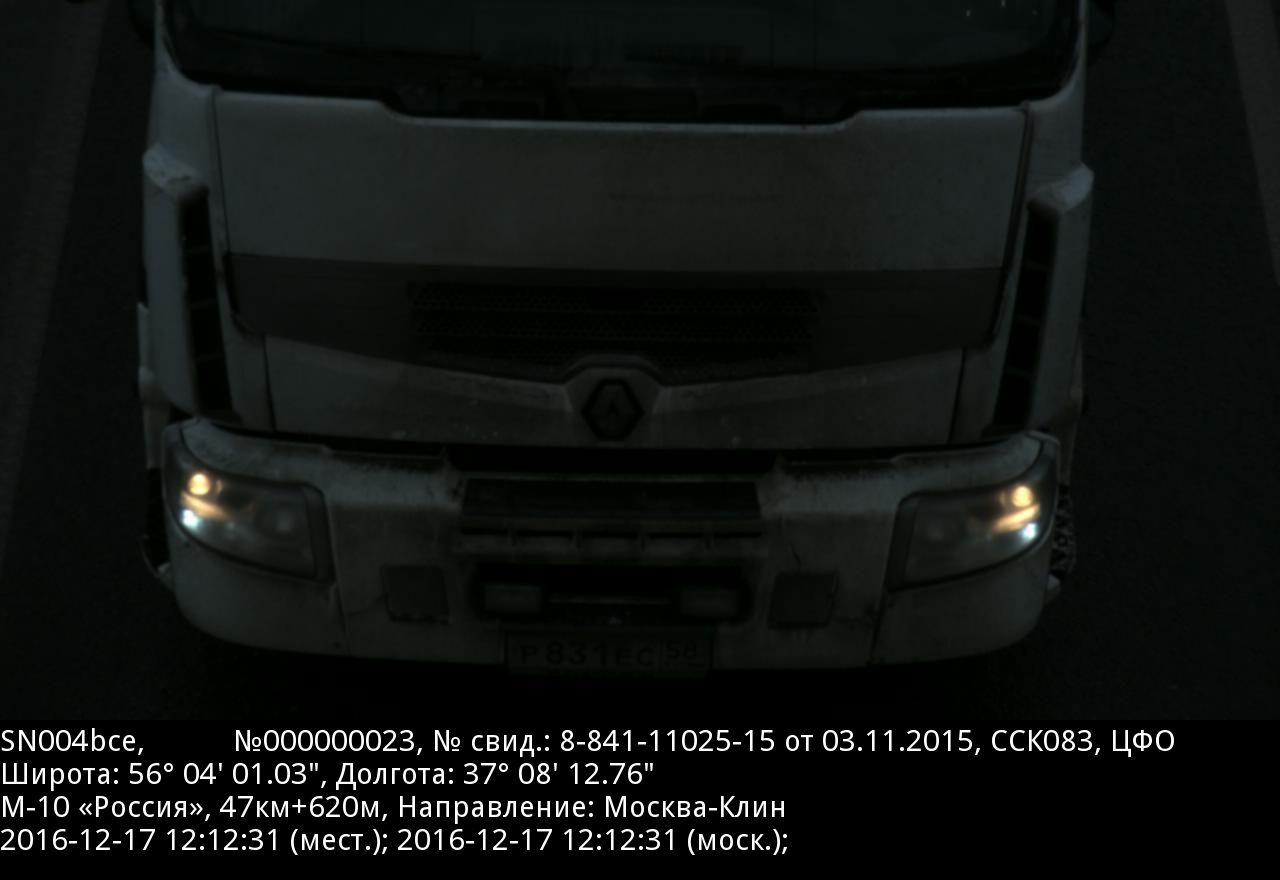 Р831ЕС 58
SN004bce, №000000023, № свид.: 8-841-11025-15 от 03.11.2015, ССК083, ЦФО
Широта: 56° 04' 01.03", Долгота: 37° 08' 12.76"
М-10 «Россия», 47км+620м, Направление: Москва-Клин
2016-12-17 12:12:31 (мест.); 2016-12-17 12:12:31 (моск.);